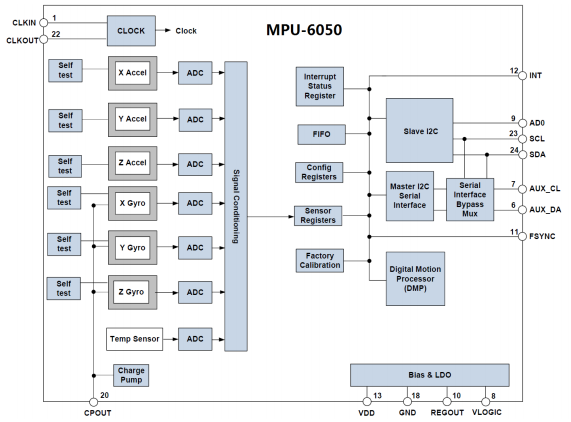 MPU-6050
CLKIN
1
CLKOUT
22
CLOCK
Clock
Self
test
X Accel
ADC
Self
test
Y Accel
ADC
Self
test
Z Accel
ADC
Self
test
X Gyro
ADC
Self
test
Y Gyro
ADC
Self
test
Z Gyro
ADC
Temp Sensor
ADC
Charge
Pump
20
CPOUT
Signal Conditioning
Interrupt
Status
Register
FIFO
Config
Registers
Sensor
Registers
Factory
Calibration
Slave I2C
Master I2C
Serial
Interface
Serial
Interface
Bypass
Mux
Digital Motion
Processor
(DMP)
12
INT
9
AD0
23
SCL
24
SDA
7
AUX_CL
6
AUX_DA
11
FSYNC
Bias & LDO
13
VDD
18
GND
10
REGOUT
8
VLOGIC